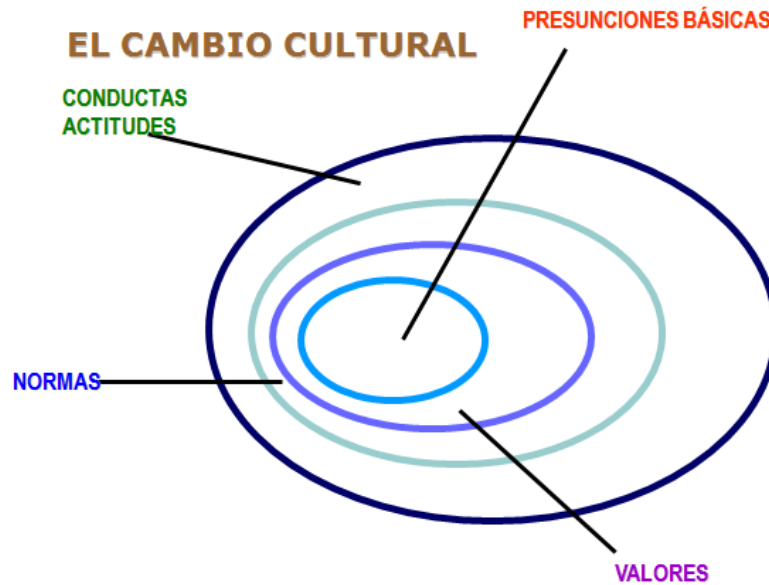 PRESUNCIONES BÁSICAS
EL CAMBIO CULTURAL
CONDUCTAS
ACTITUDES
NORMAS
VALORES